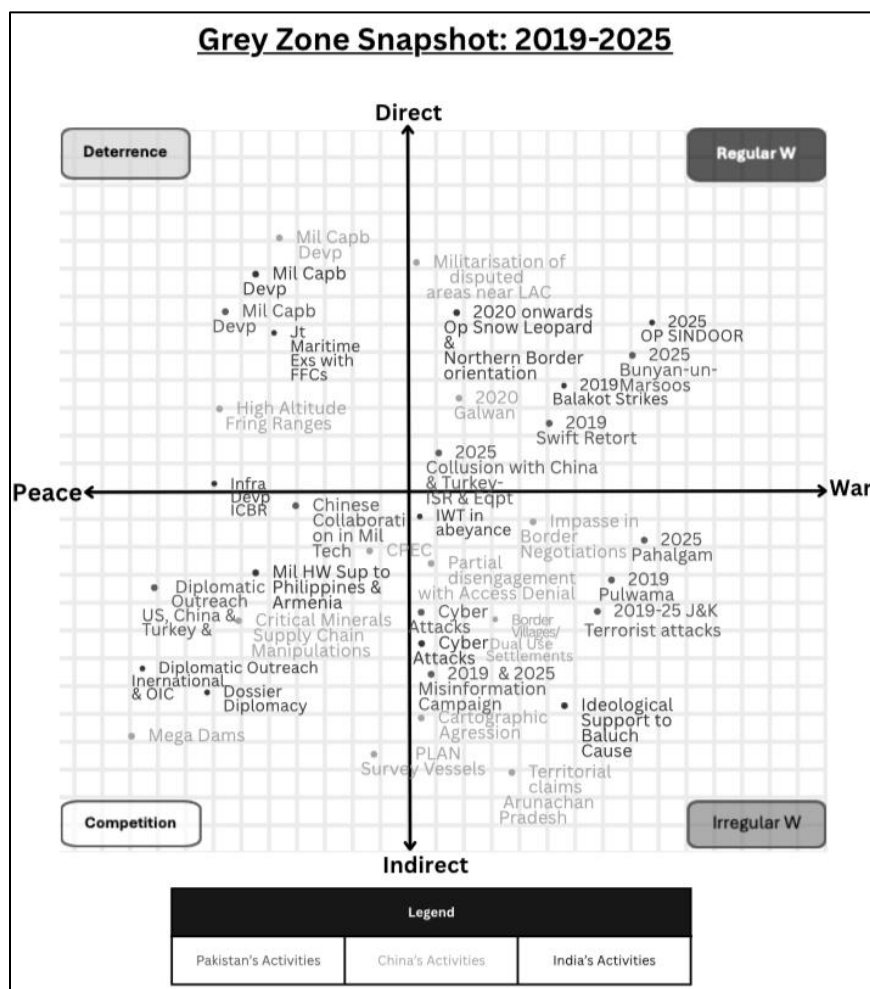 Grey Zone Snapshot: 2019-2025
Direct
Deterrence
Regular W
Mil Capb
Devp
Mil Capb
Devp
Mil Capb
Devp
Jt
Maritime
Exs with
FFCs
High Altitude
Fring Ranges
Infra
Devp
ICBR
Militarisation of
disputed
areas near LAC
2020 onwards
Op Snow Leopard
&
Northern Border
orientation
2025
OP SINDOOR
2025
Bunyan-un-
Marsoos
2019
Balakot Strikes
2020
Galwan
2019
Swift Retort
2025
Collusion with China
& Turkey-
ISR & Eqpt
Peace
War
Chinese
Collaborati
on in Mil
Tech
CPEC
Mil HW Sup to
Philippines &
Armenia
Diplomatic
Outreach
US, China &
Turkey &
Critical Minerals
Supply Chain
Manipulations
Diplomatic Outreach
Inernational
& OIC
Dossier
Diplomacy
Mega Dams
PLAN
Survey Vessels
IWT in
abeyance
Impasse in
Border
Negotiations
2025
Pahalgam
Partial
disengagement
with Access Denial
2019
Pulwama
2019-25 J&K
Terrorist attacks
Cyber
Attacks
Border
Villages/
Dual Use
Settlements
Cyber
Attacks
2019 & 2025
Misinformation
Campaign
Cartographic
Agression
Ideological
Support to
Baluch
Cause
Territorial
claims
Arunachan
Pradesh
Competition
Irregular W
Indirect
Legend
Pakistan's Activities
China's Activities
India's Activities